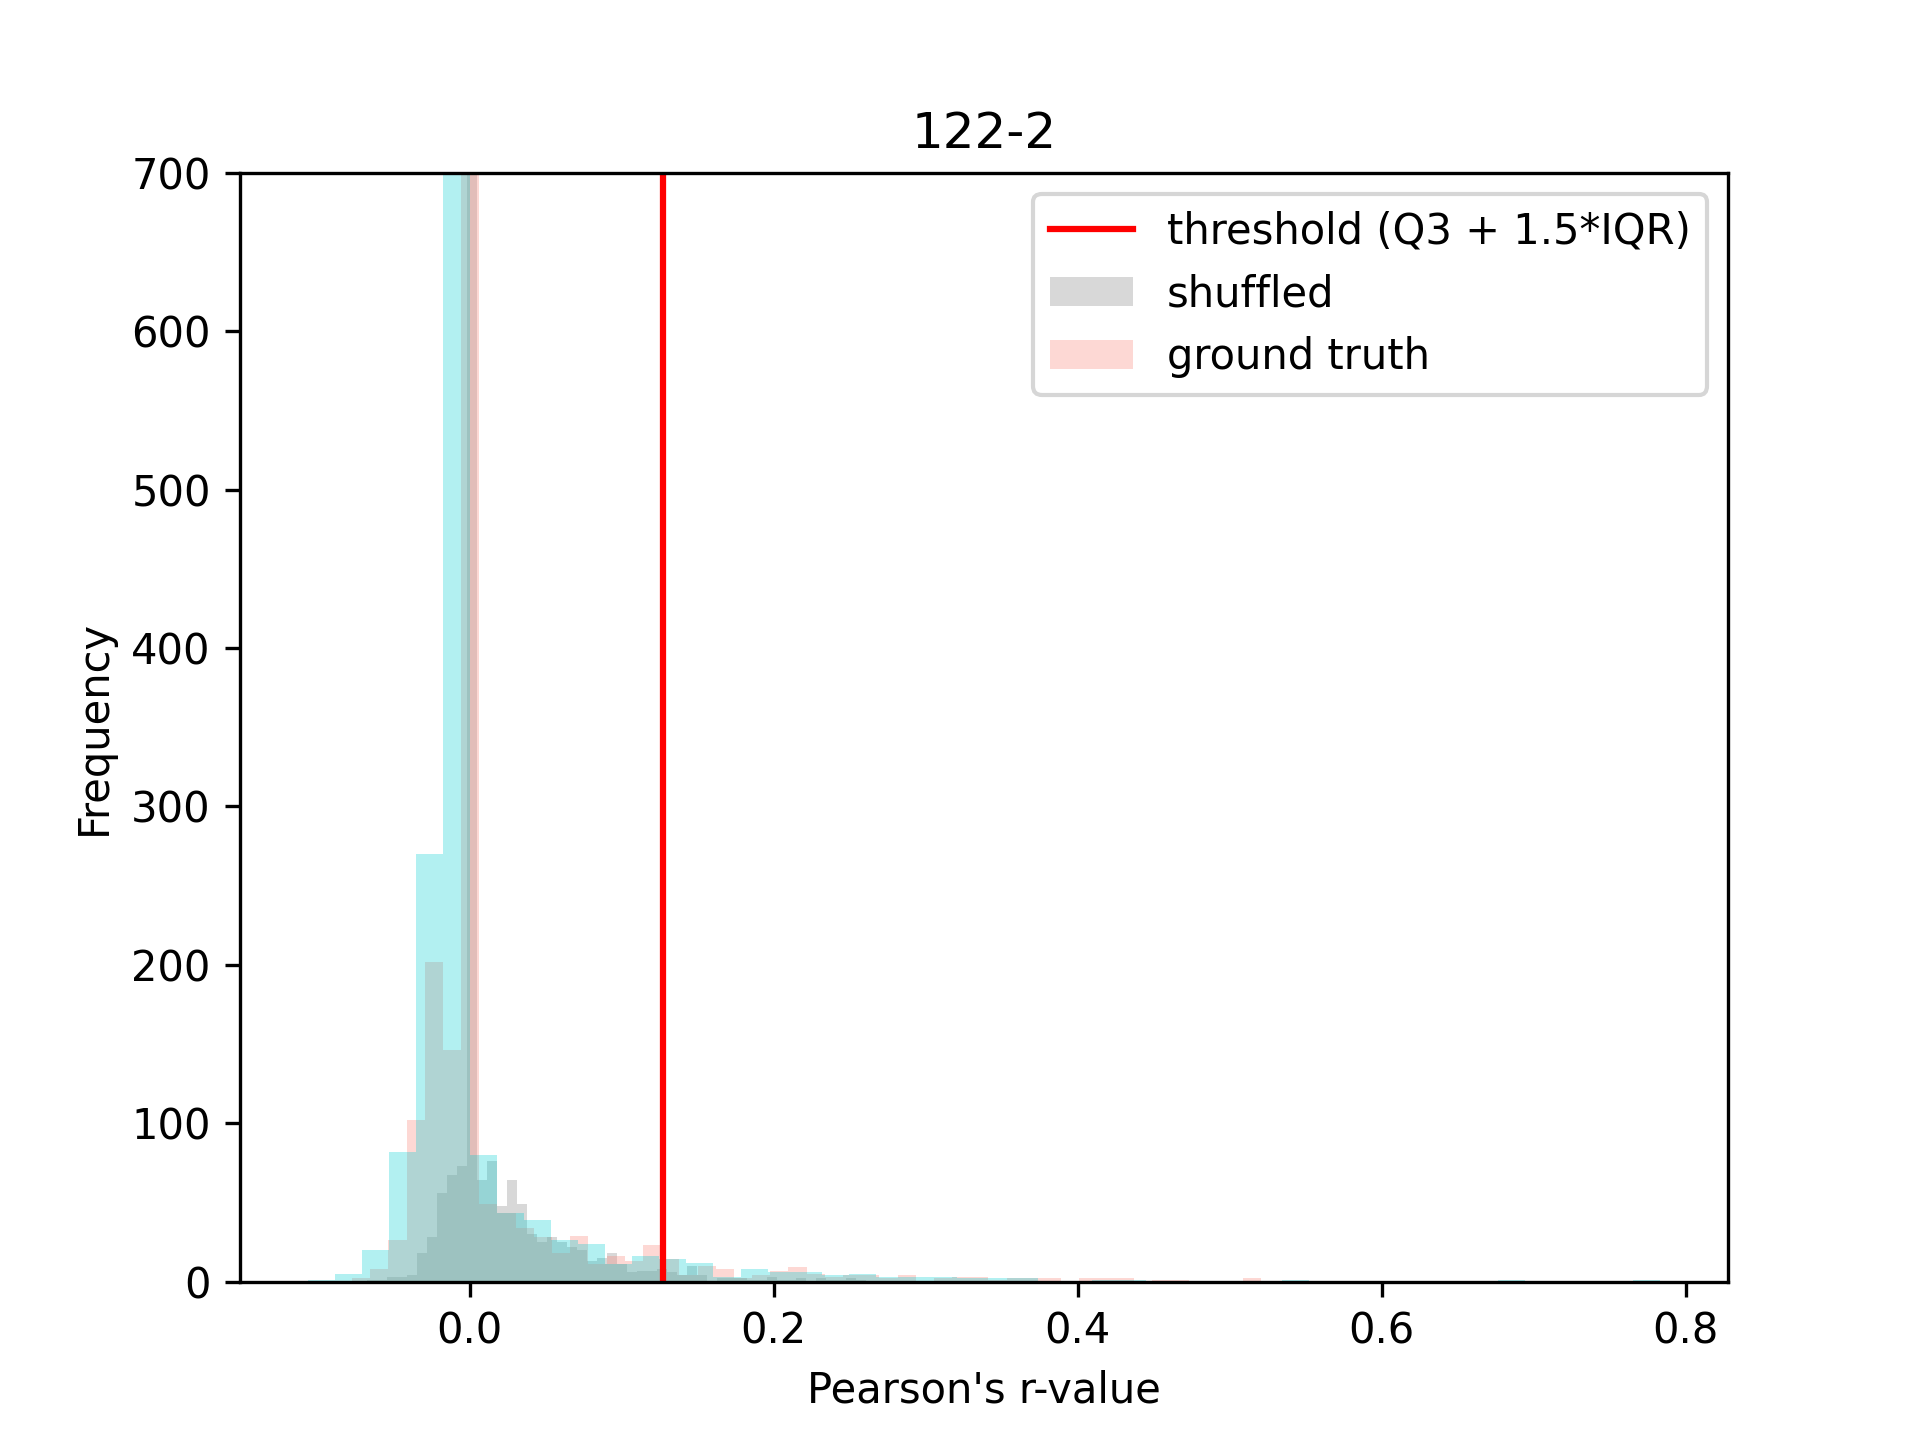 122-2
700
600
500
400
300
200
100
0
Frequency
threshold (Q3 + 1.5*IQR)
shuffled
ground truth
0.0 0.2 0.4 0.6 0.8
Pearson's r-value